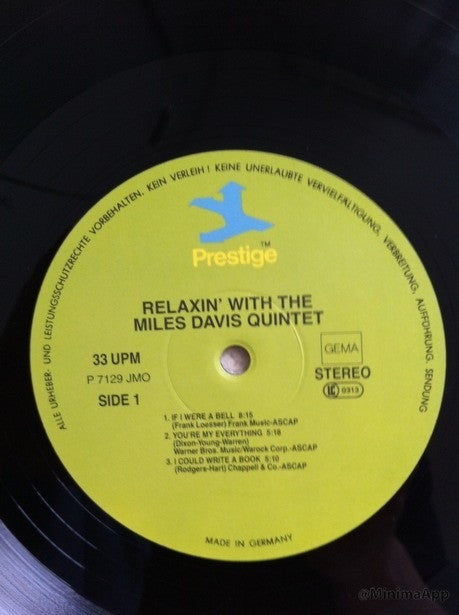 ALLE URHEBER- UND LEISTUNGSSCHUTZRECHTE VORBEHALTEN. KEIN VERLEIH! KEINE UNERLAUBTE VERVIELFÄLTIGUNG, VERBREITUNG, AUFFÜHRUNG, SENDUNG
Prestige™
RELAXIN' WITH THE
MILES DAVIS QUINTET
33 UPM
P 7129 JMO
SIDE 1
GEMA
STEREO
LC 0313
1. IF I WERE A BELL 8:15
(Frank Loesser) Frank Music-ASCAP
2. YOU'RE MY EVERYTHING 5:18
(Dixon-Young-Warren)
Warner Bros. Music/Warock Corp.-ASCAP
3. I COULD WRITE A BOOK 5:10
(Rodgers-Hart) Chappell & Co.-ASCAP
MADE IN GERMANY
@MinimaApp